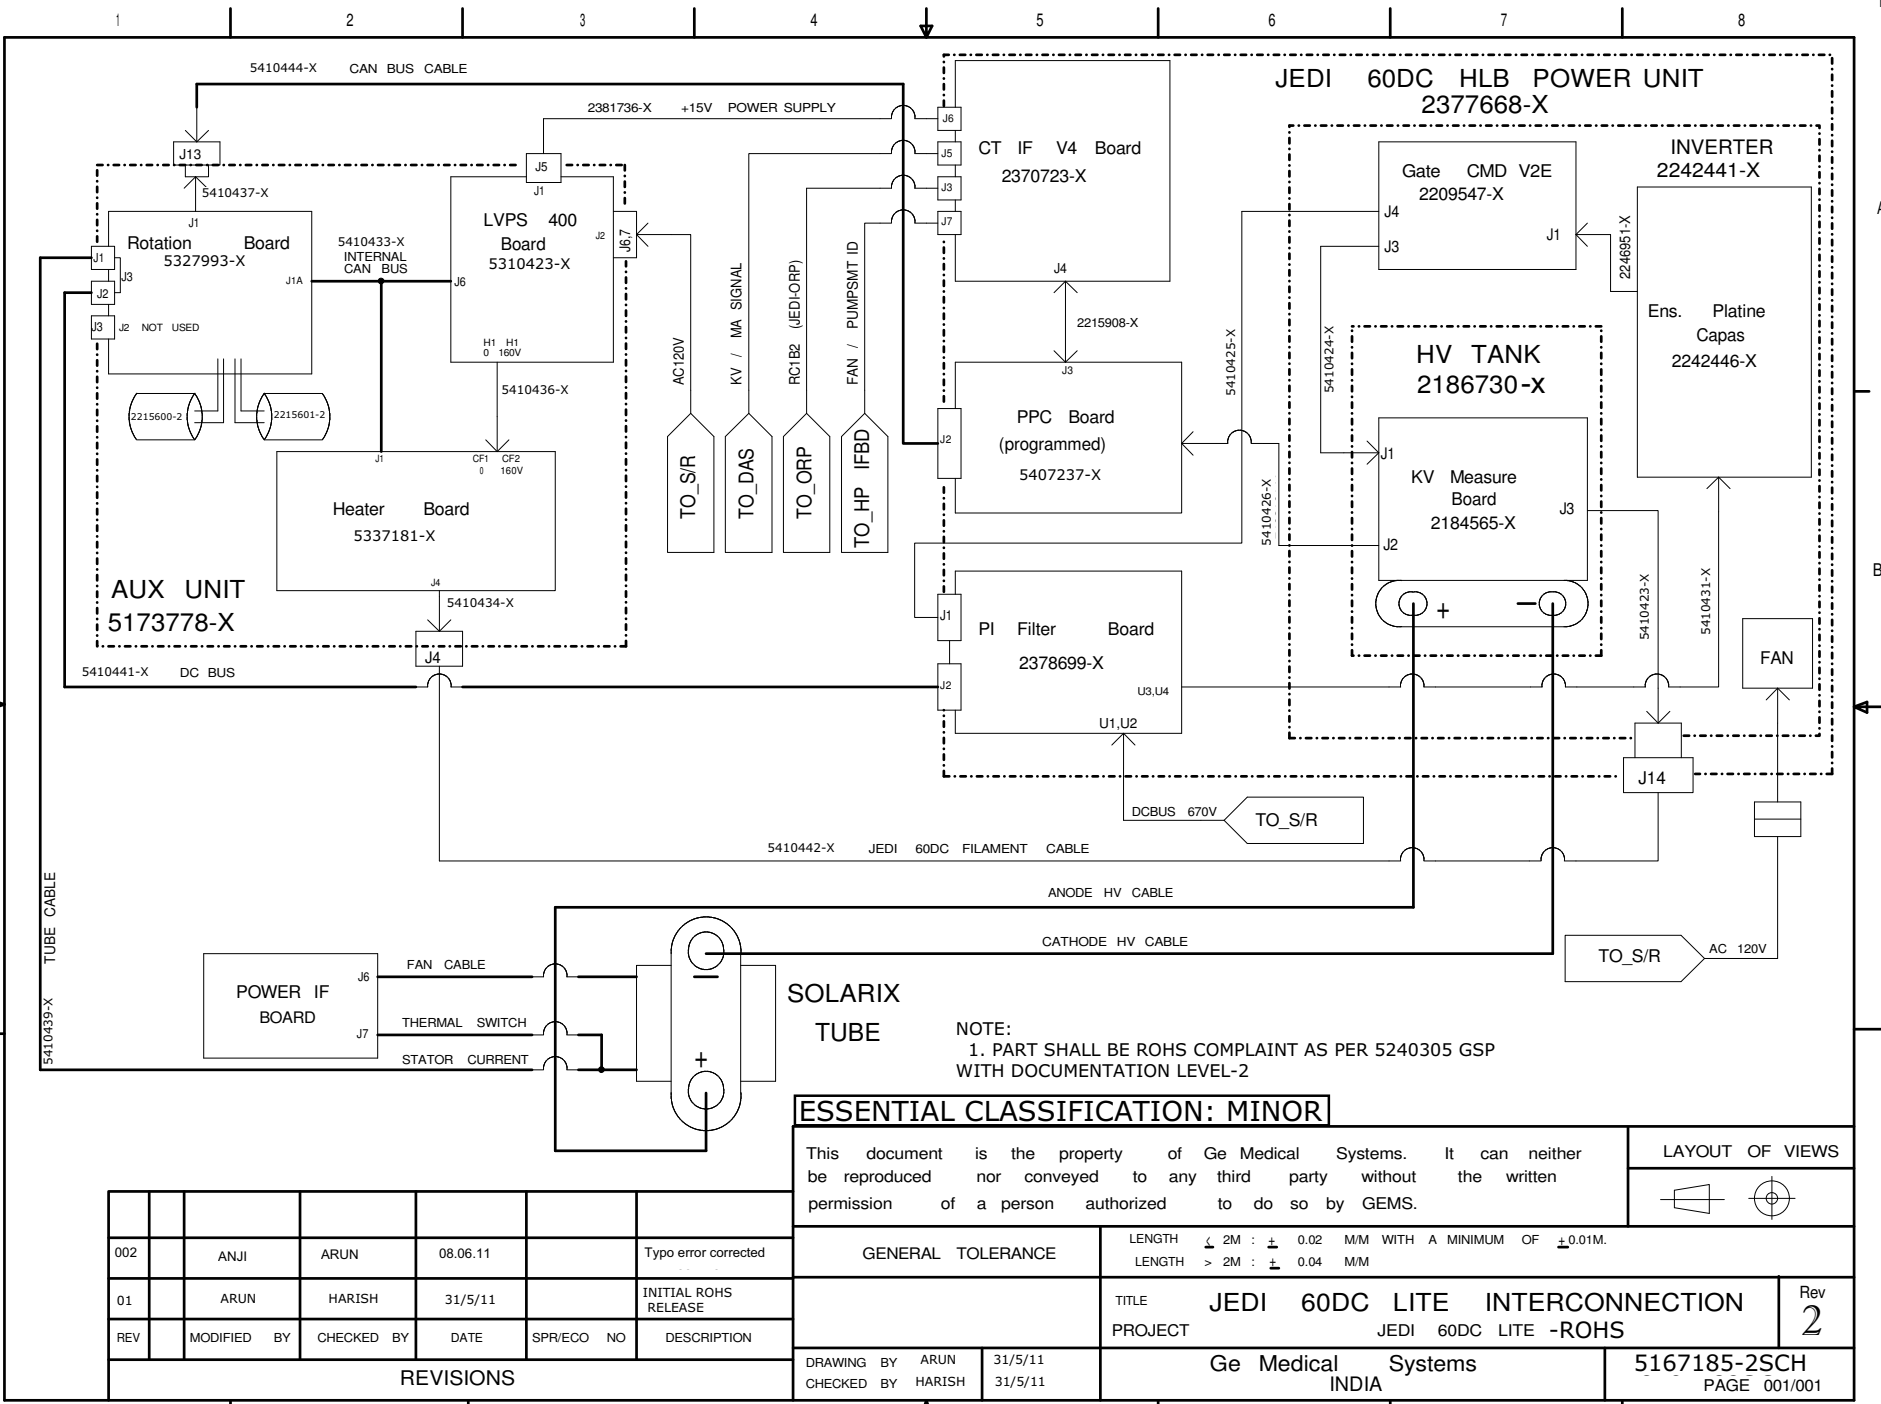 1 2 3 4 5 6 7 8
5410444-X CAN BUS CABLE
2381736-X +15V POWER SUPPLY
JEDI 60DC HLB POWER UNIT
2377668-X
J13
5410437-X
J1
Rotation Board
5327993-X
J1
J3
J2
J3
J2 NOT USED
J1A
5410433-X
INTERNAL
CAN BUS
2215600-2
2215601-2
J5
J1
LVPS 400
Board
5310423-X
J2
J6,7
J6
H1 H1
0 160V
5410436-X
J1
CF1 CF2
0 160V
Heater Board
5337181-X
J4
5410434-X
AUX UNIT
5173778-X
J4
5410441-X DC BUS
AC120V
TO_S/R
KV / MA SIGNAL
TO_DAS
RC1B2 (JEDI-ORP)
TO_ORP
FAN / PUMPSMT ID
TO_HP IFBD
J6
J5
J3
J7
CT IF V4 Board
2370723-X
J4
2215908-X
J3
J2
PPC Board
(programmed)
5407237-X
J1
J2
PI Filter Board
2378699-X
U3,U4
U1,U2
DCBUS 670V
TO_S/R
5410425-X
5410426-X
5410424-X
Gate CMD V2E
2209547-X
J4
J3
J1
2246951-X
INVERTER
2242441-X
Ens. Platine
Capas
2242446-X
HV TANK
2186730-X
J1
KV Measure
Board
2184565-X
J3
J2
+ −
5410423-X
5410431-X
FAN
J14
5410442-X JEDI 60DC FILAMENT CABLE
ANODE HV CABLE
CATHODE HV CABLE
TO_S/R
AC 120V
TUBE CABLE
5410439-X
POWER IF
BOARD
J6
J7
FAN CABLE
THERMAL SWITCH
STATOR CURRENT
−
+
SOLARIX
TUBE
A
B
NOTE:
1. PART SHALL BE ROHS COMPLAINT AS PER 5240305 GSP
WITH DOCUMENTATION LEVEL-2
ESSENTIAL CLASSIFICATION: MINOR
This document is the property of Ge Medical Systems. It can neither
be reproduced nor conveyed to any third party without the written
permission of a person authorized to do so by GEMS.
LAYOUT OF VIEWS
GENERAL TOLERANCE
LENGTH ≤ 2M : ± 0.02 M/M WITH A MINIMUM OF ±0.01M.
LENGTH > 2M : ± 0.04 M/M
TITLE JEDI 60DC LITE INTERCONNECTION
PROJECT JEDI 60DC LITE -ROHS
Rev
2
DRAWING BY ARUN 31/5/11
CHECKED BY HARISH 31/5/11
Ge Medical Systems
INDIA
5167185-2SCH
PAGE 001/001
002 ANJI ARUN 08.06.11 Typo error corrected
01 ARUN HARISH 31/5/11 INITIAL ROHS
RELEASE
REV MODIFIED BY CHECKED BY DATE SPR/ECO NO DESCRIPTION
REVISIONS